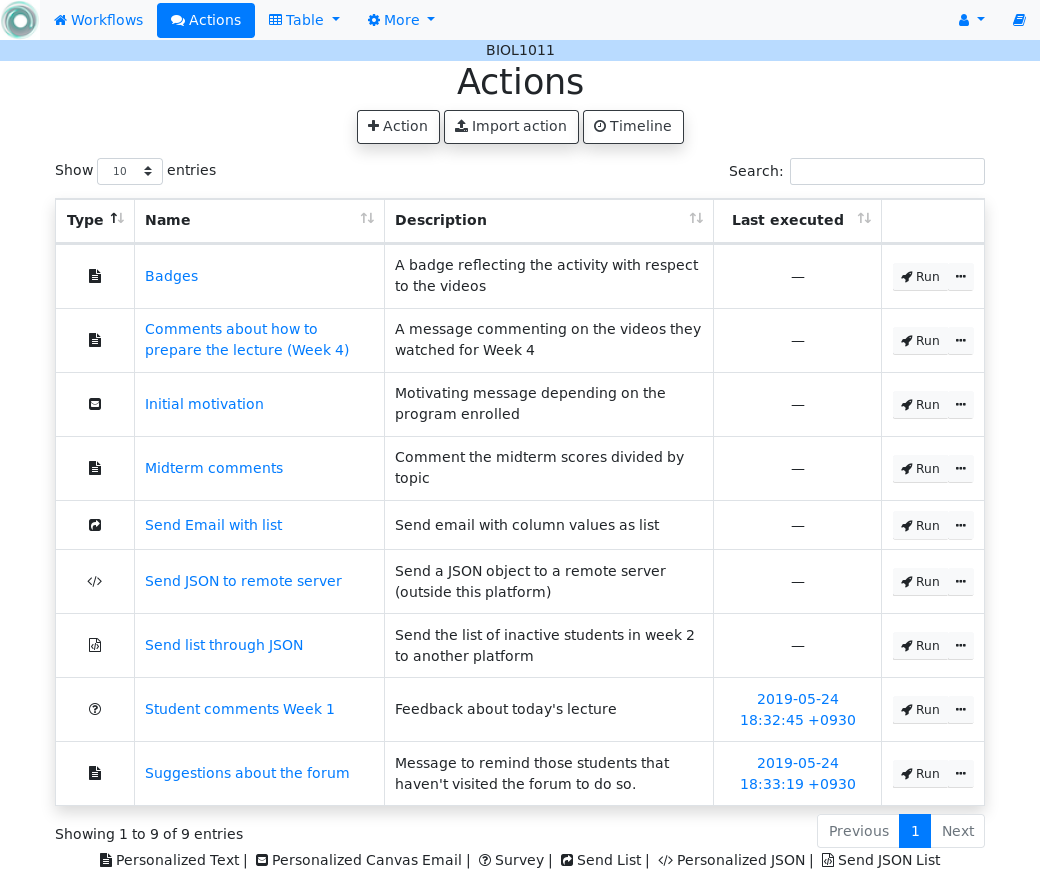 Workflows Actions Table More
BIOL1011
Actions
Action Import action Timeline
Show 10 entries Search:
Type Name Description Last executed
Badges A badge reflecting the activity with respect to the videos — Run
Comments about how to prepare the lecture (Week 4) A message commenting on the videos they watched for Week 4 — Run
Initial motivation Motivating message depending on the program enrolled — Run
Midterm comments Comment the midterm scores divided by topic — Run
Send Email with list Send email with column values as list — Run
Send JSON to remote server Send a JSON object to a remote server (outside this platform) — Run
Send list through JSON Send the list of inactive students in week 2 to another platform — Run
Student comments Week 1 Feedback about today's lecture 2019-05-24 18:32:45 +0930 Run
Suggestions about the forum Message to remind those students that haven't visited the forum to do so. 2019-05-24 18:33:19 +0930 Run
Showing 1 to 9 of 9 entries Previous 1 Next
Personalized Text | Personalized Canvas Email | Survey | Send List | Personalized JSON | Send JSON List